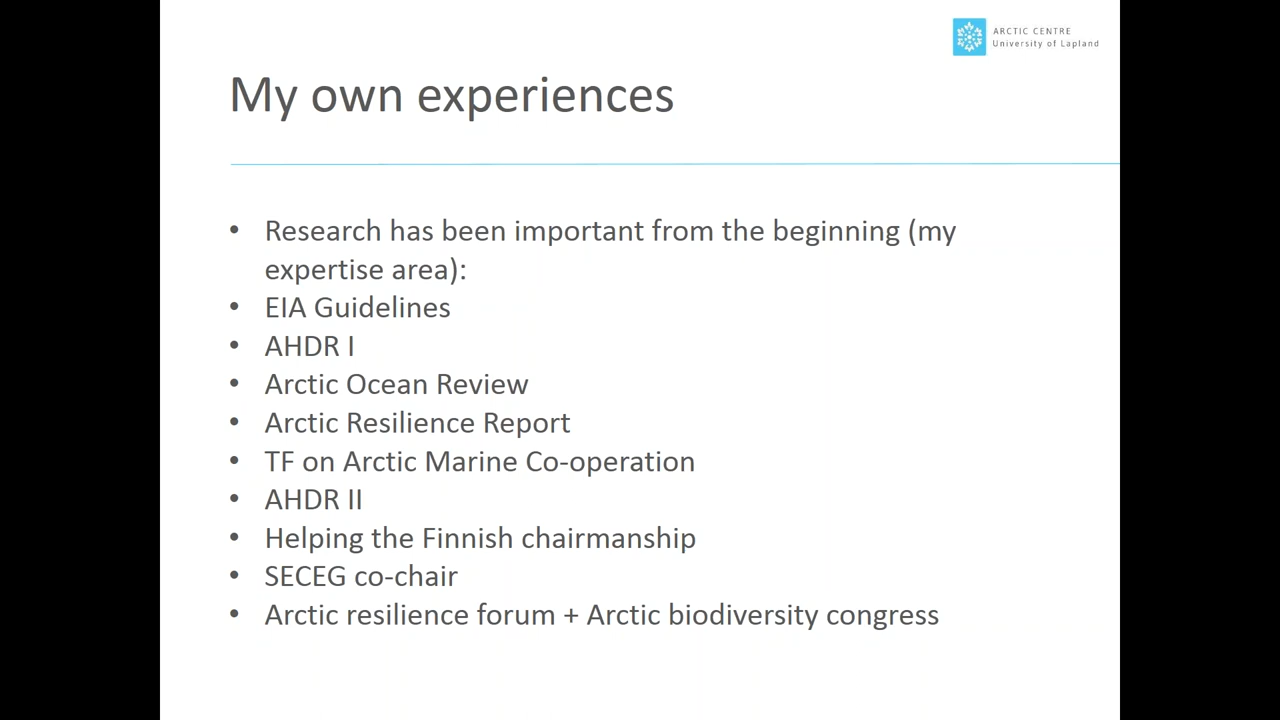 ARCTIC CENTRE
University of Lapland
My own experiences
• Research has been important from the beginning (my
expertise area):
• EIA Guidelines
• AHDR I
• Arctic Ocean Review
• Arctic Resilience Report
• TF on Arctic Marine Co-operation
• AHDR II
• Helping the Finnish chairmanship
• SECEG co-chair
• Arctic resilience forum + Arctic biodiversity congress